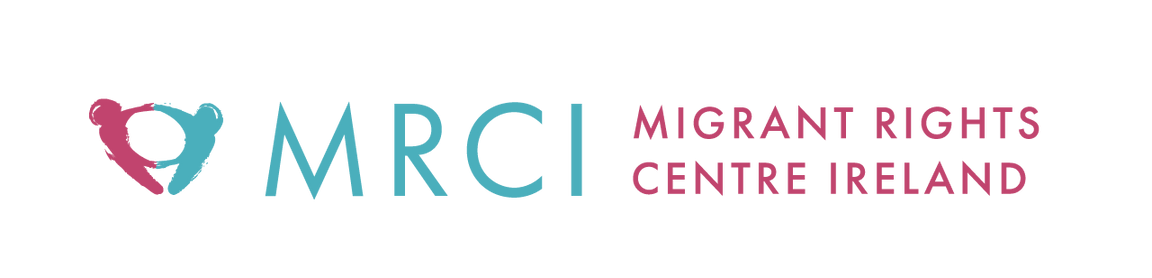 MRCI
MIGRANT RIGHTS
CENTRE IRELAND